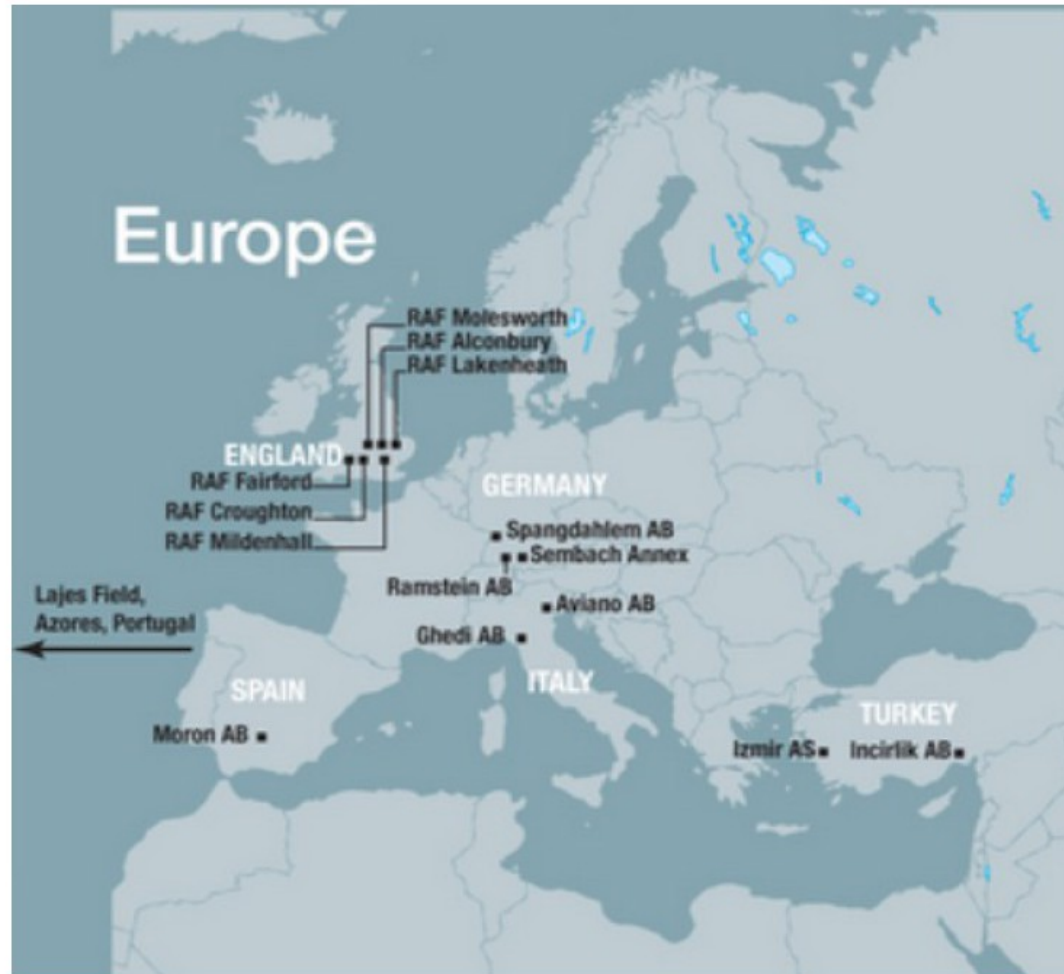 Europe
RAF Molesworth
RAF Alconbury
RAF Lakenheath
ENGLAND
RAF Fairford
RAF Croughton
RAF Mildenhall
GERMANY
Spangdahlem AB
Sembach Annex
Ramstein AB
Aviano AB
Ghedi AB
Lajes Field,
Azores, Portugal
SPAIN
ITALY
Moron AB
TURKEY
Izmir AS
Incirlik AB